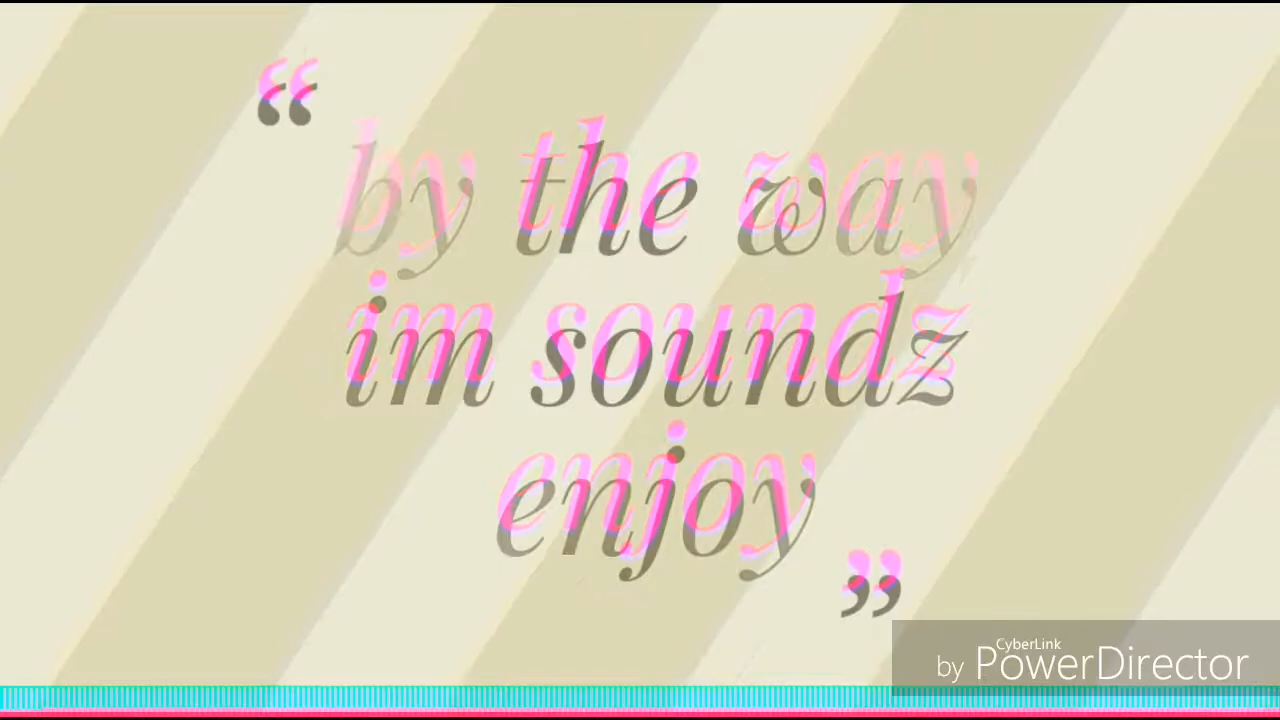 “by the way
im soundz
enjoy”
CyberLink
by PowerDirector